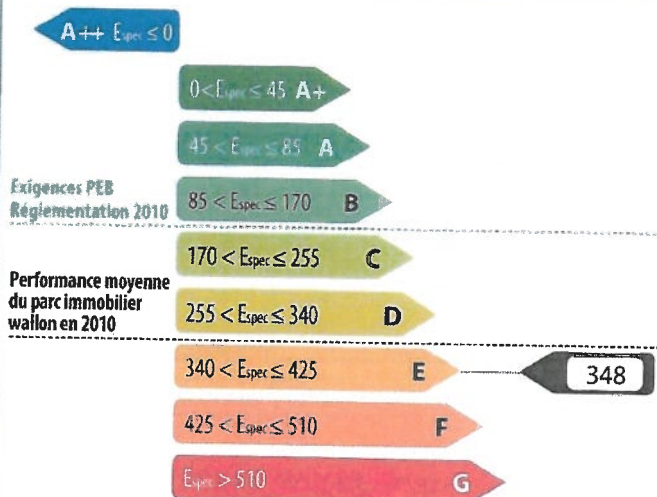 A++ Espec ≤ 0
0 < Espec ≤ 45 A+
45 < Espec ≤ 85 A
Exigences PEB
Réglementation 2010
85 < Espec ≤ 170 B
170 < Espec ≤ 255 C
Performance moyenne
du parc immobilier
wallon en 2010
255 < Espec ≤ 340 D
340 < Espec ≤ 425 E
348
425 < Espec ≤ 510 F
Espec > 510 G